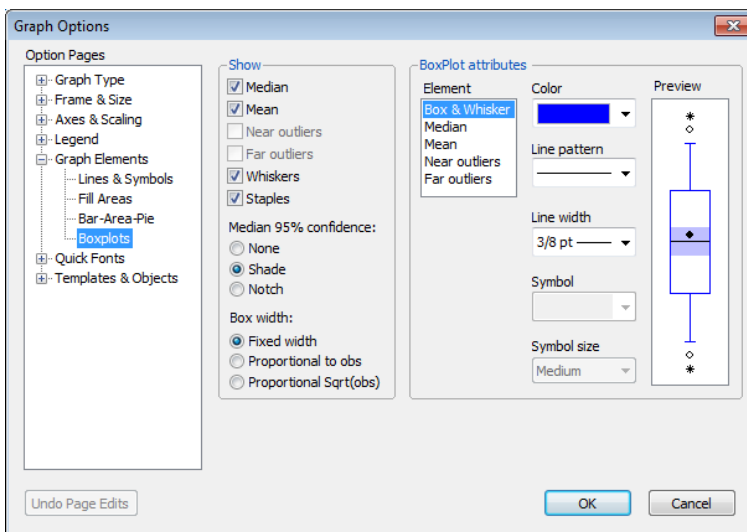 Graph Options
Option Pages
Graph Type
Frame & Size
Axes & Scaling
Legend
Graph Elements
Lines & Symbols
Fill Areas
Bar-Area-Pie
Boxplots
Quick Fonts
Templates & Objects
Show
Median
Mean
Near outliers
Far outliers
Whiskers
Staples
Median 95% confidence:
None
Shade
Notch
Box width:
Fixed width
Proportional to obs
Proportional Sqrt(obs)
BoxPlot attributes
Element
Box & Whisker
Median
Mean
Near outliers
Far outliers
Color
Line pattern
Line width
3/8 pt
Symbol
Symbol size
Medium
Preview
Undo Page Edits
OK
Cancel